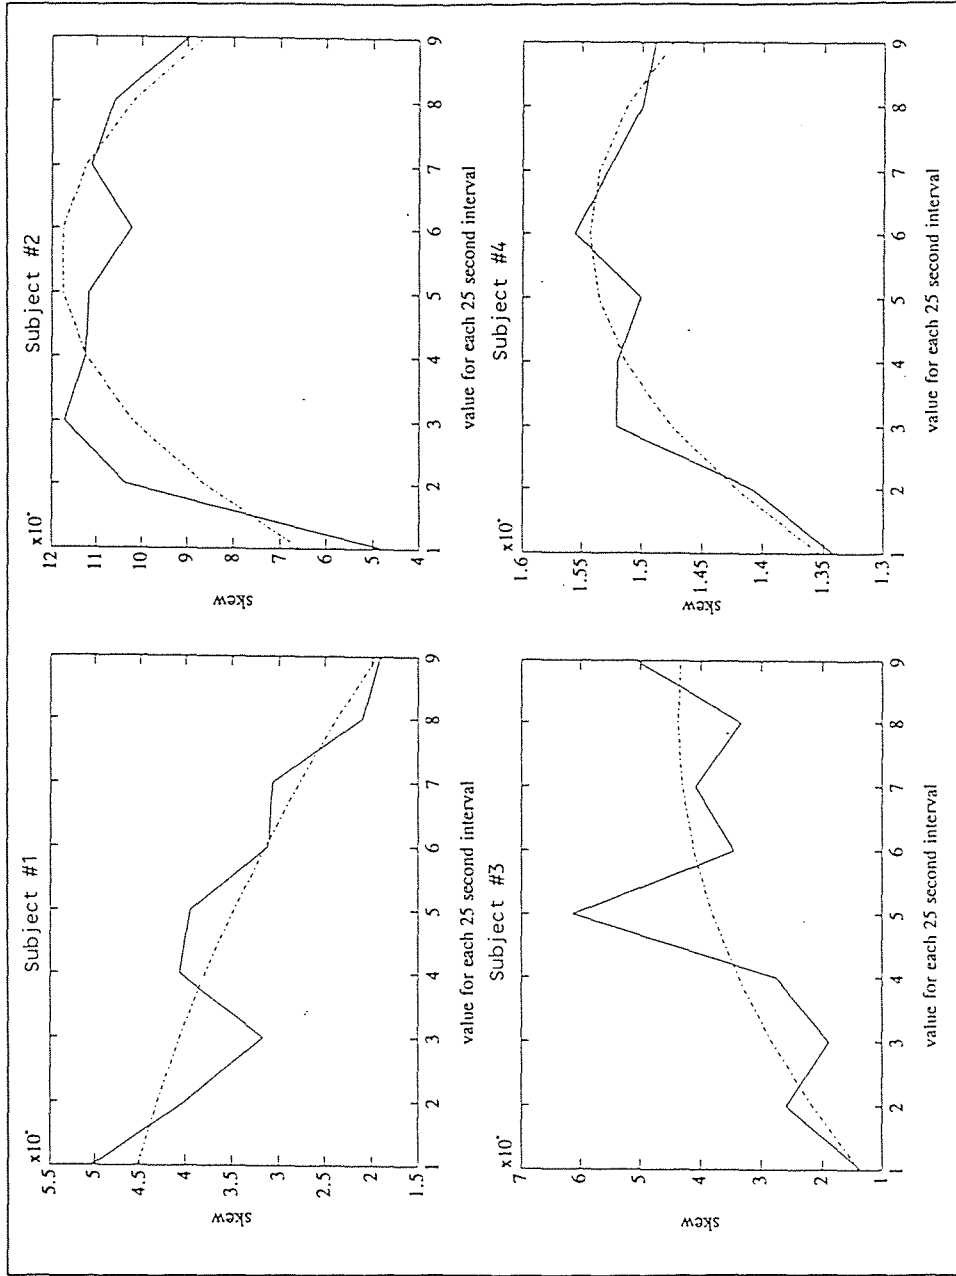 Subject #1
x10
5.5
5
4.5
4
3.5
3
2.5
2
1.5
skew
1 2 3 4 5 6 7 8 9
value for each 25 second interval
Subject #2
x10
12
11
10
9
8
7
6
5
4
skew
1 2 3 4 5 6 7 8 9
value for each 25 second interval
Subject #3
x10
7
6
5
4
3
2
1
skew
1 2 3 4 5 6 7 8 9
value for each 25 second interval
Subject #4
x10
1.6
1.55
1.5
1.45
1.4
1.35
1.3
skew
1 2 3 4 5 6 7 8 9
value for each 25 second interval